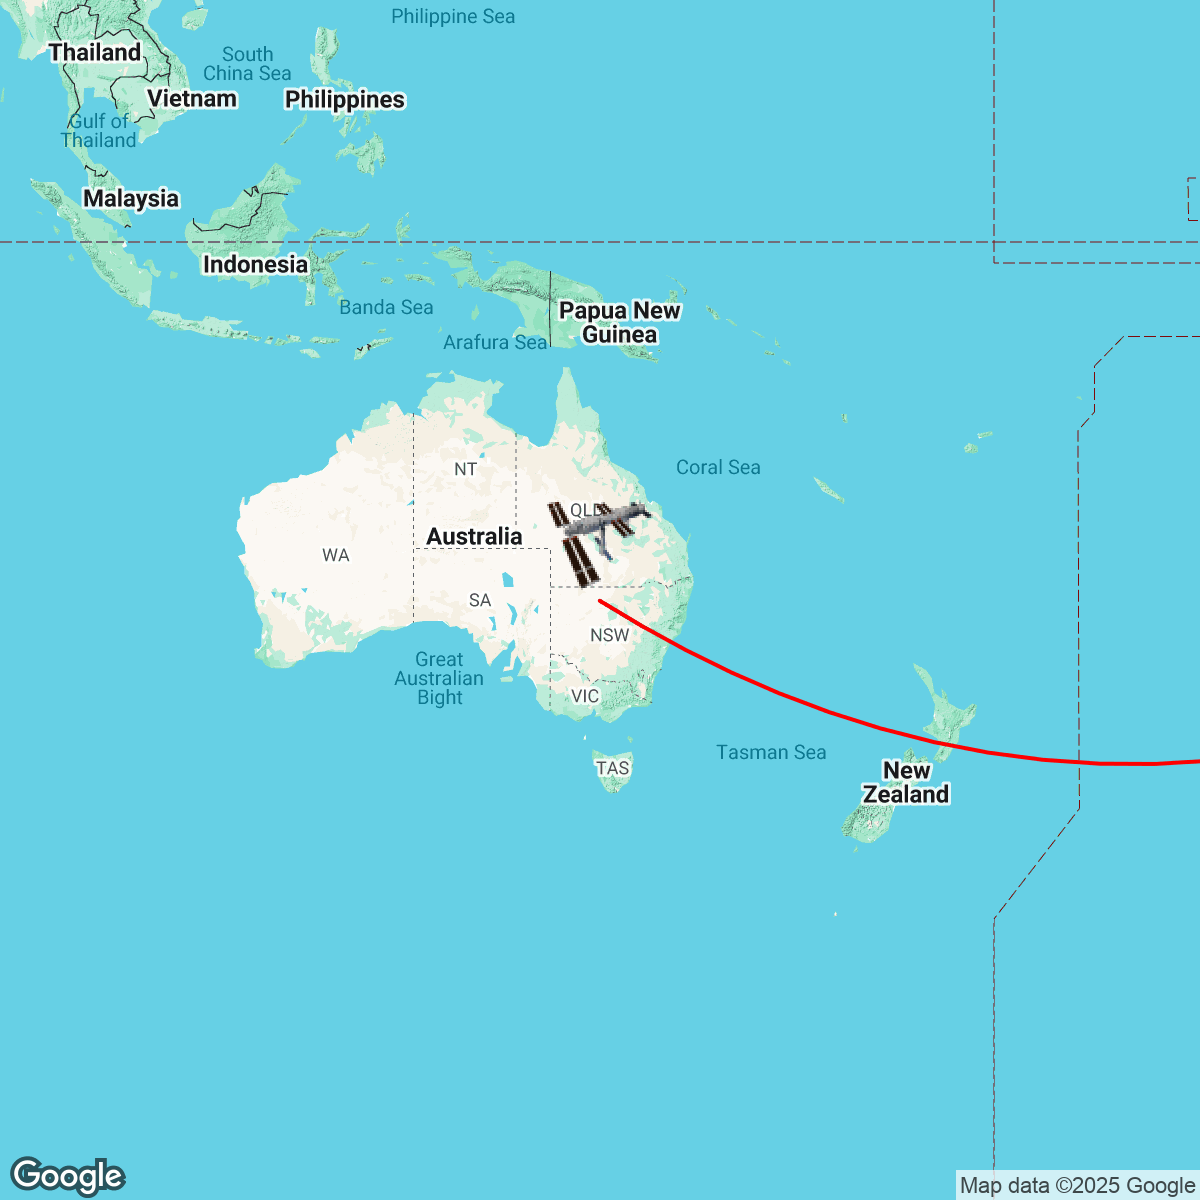 Philippine Sea
Thailand
South
China Sea
Vietnam
Philippines
Gulf of
Thailand
Malaysia
Indonesia
Banda Sea
Papua New
Guinea
Arafura Sea
NT
Coral Sea
QLD
Australia
WA
SA
NSW
Great
Australian
Bight
VIC
Tasman Sea
TAS
New
Zealand
Google
Map data ©2025 Google